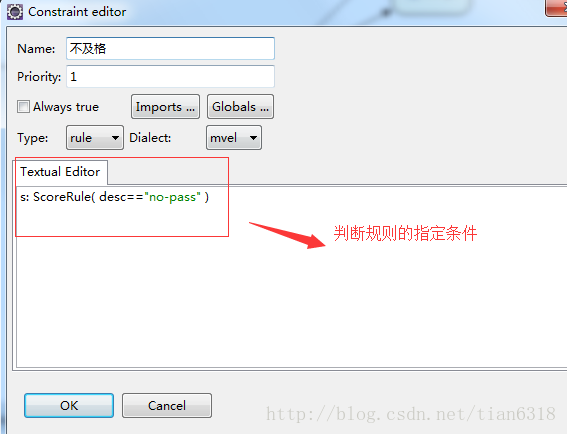 Constraint editor
Name: 不及格
Priority: 1
Always true Imports ... Globals ...
Type: rule Dialect: mvel
Textual Editor
s: ScoreRule( desc=="no-pass" )
判断规则的指定条件
OK Cancel
http://blog.csdn.net/tian6318